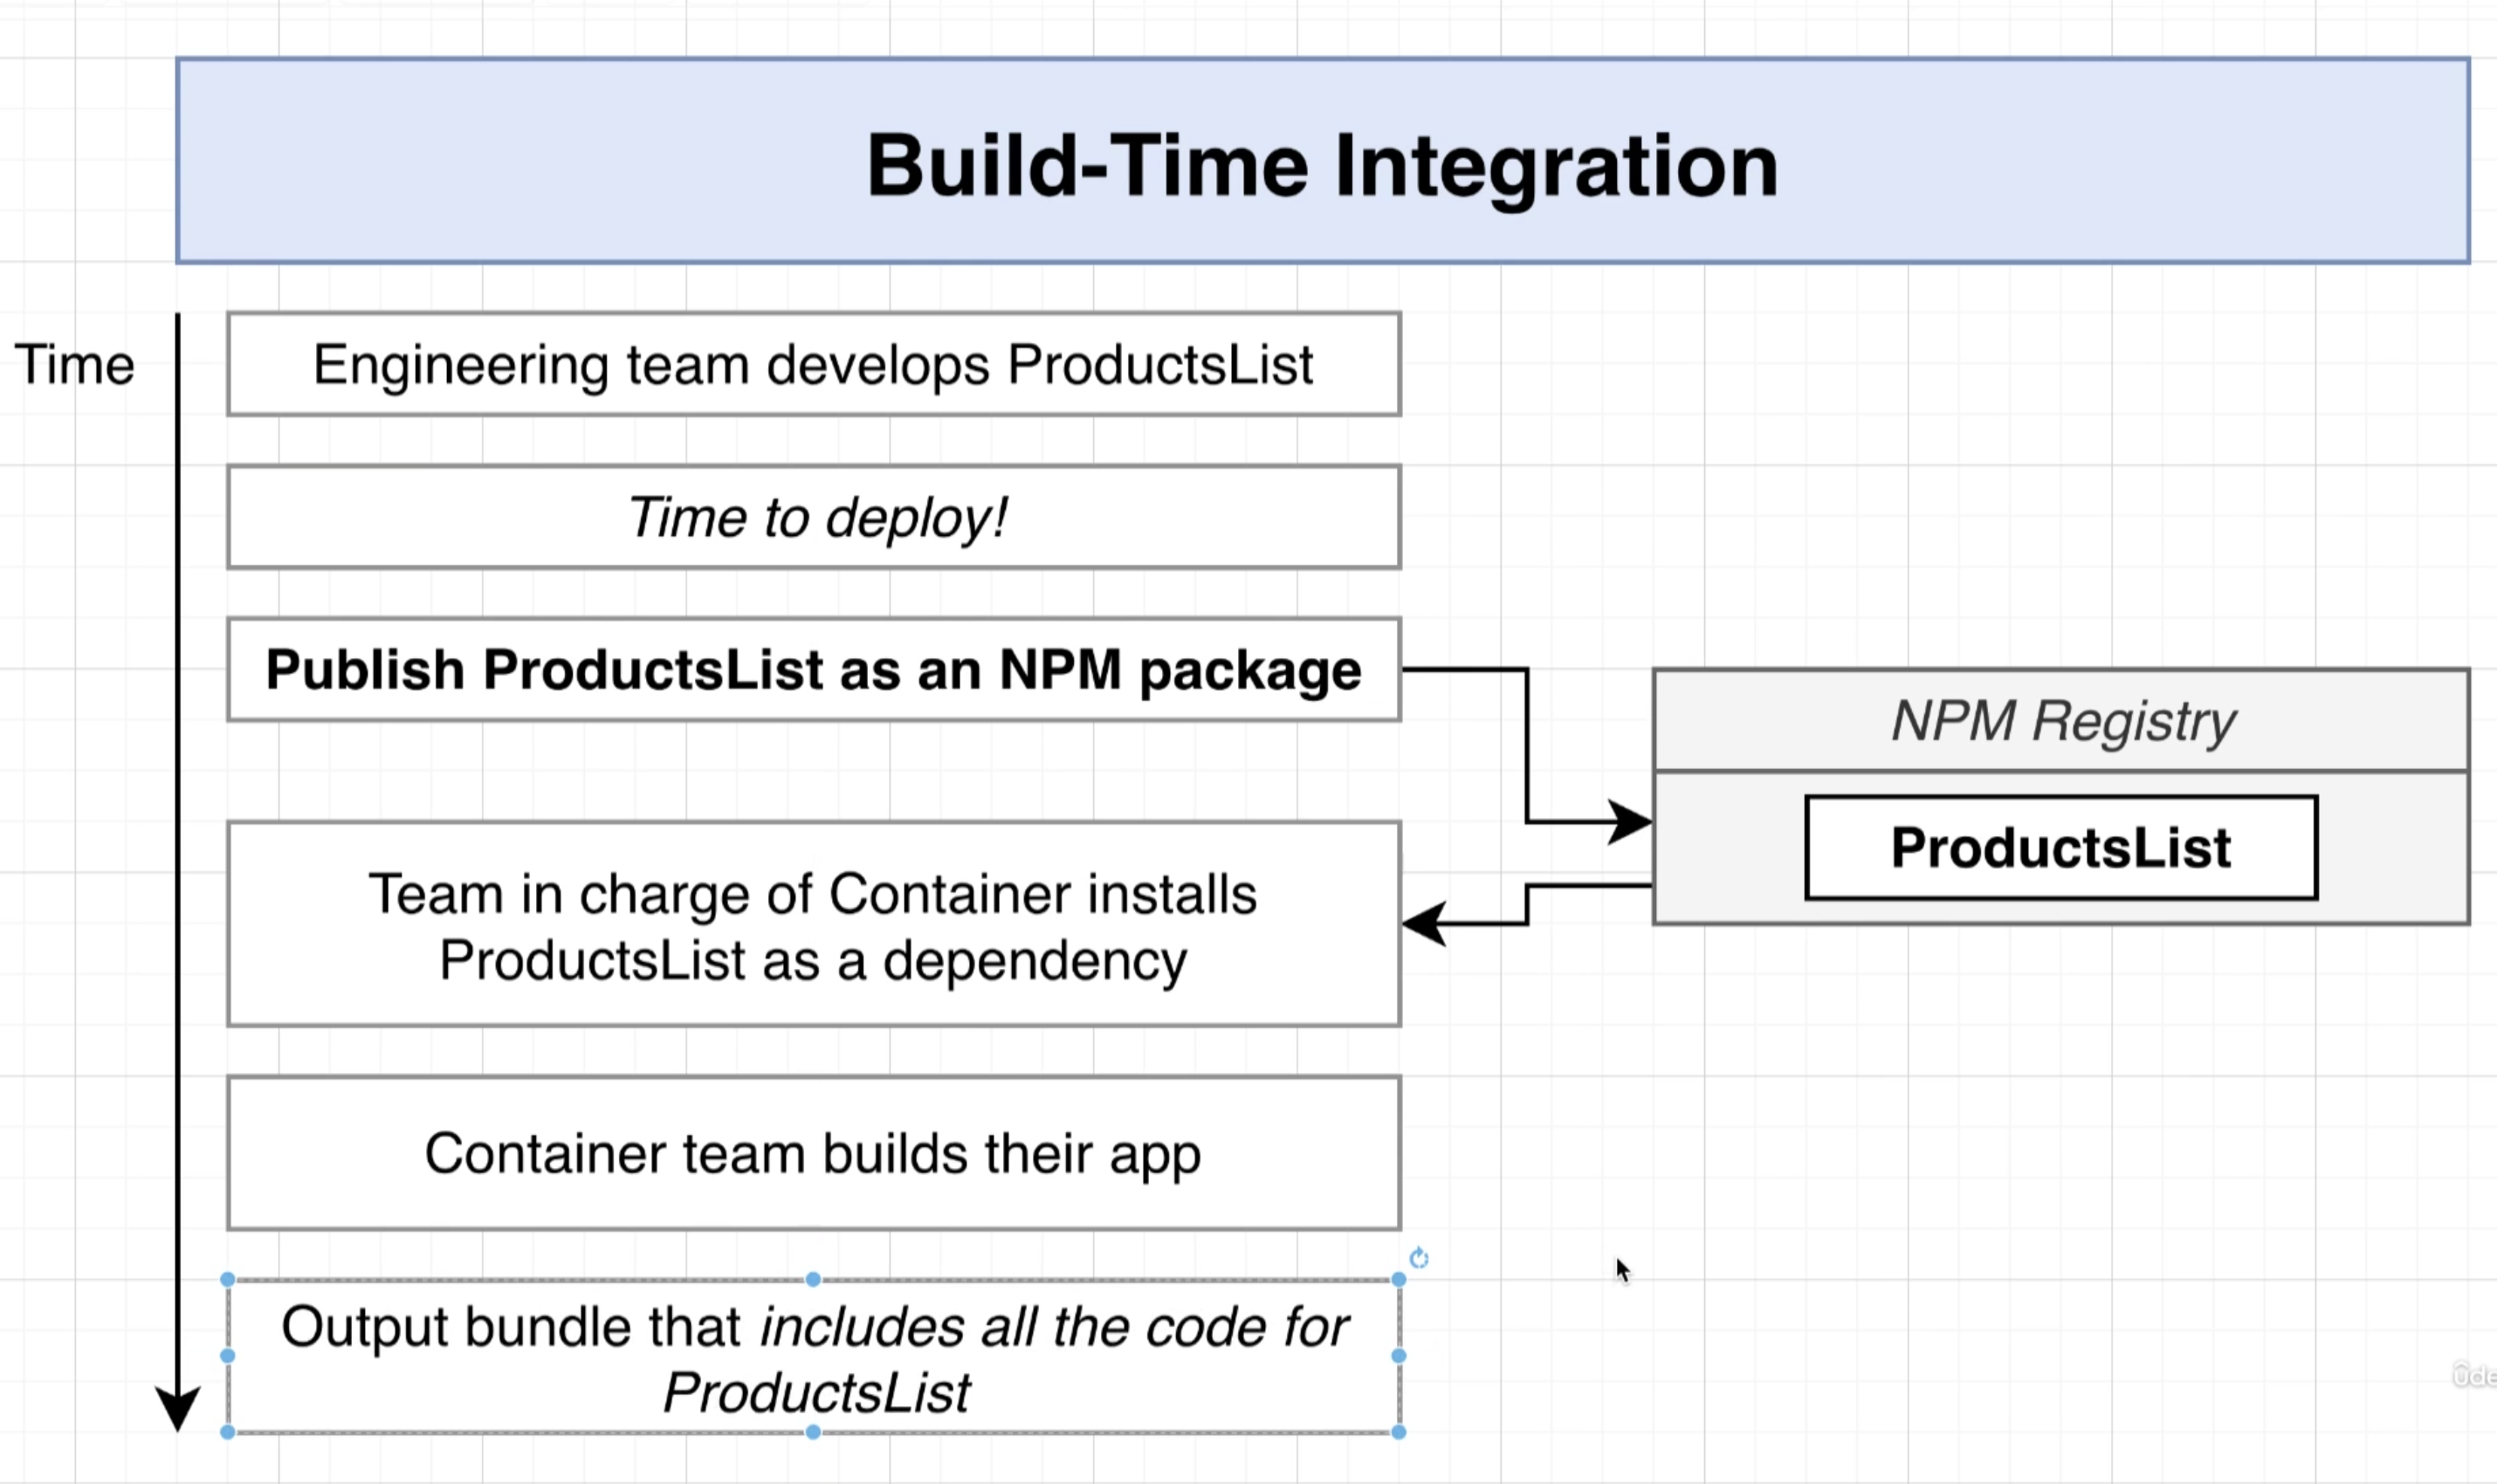 Build-Time Integration
Time
Engineering team develops ProductsList
Time to deploy!
Publish ProductsList as an NPM package
NPM Registry
ProductsList
Team in charge of Container installs
ProductsList as a dependency
Container team builds their app
Output bundle that includes all the code for
ProductsList